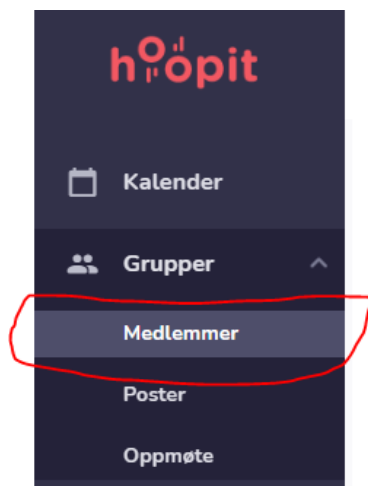 hoopit
Kalender
Grupper
Medlemmer
Poster
Oppmøte